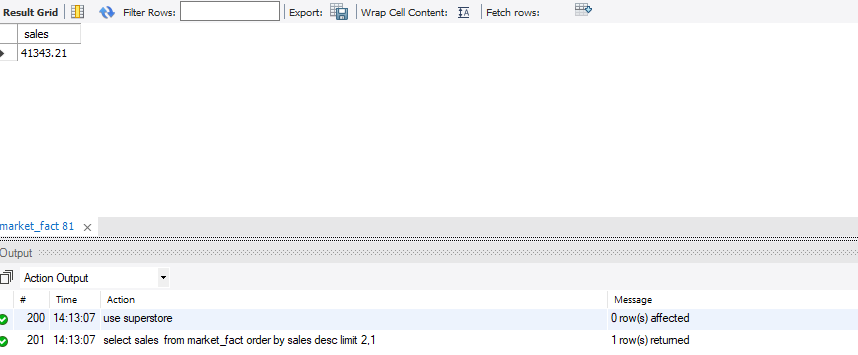 Result Grid Filter Rows: Export: Wrap Cell Content: Fetch rows:
sales
41343.21
market_fact 81
Output
Action Output
# Time Action Message
200 14:13:07 use superstore 0 row(s) affected
201 14:13:07 select sales from market_fact order by sales desc limit 2,1 1 row(s) returned